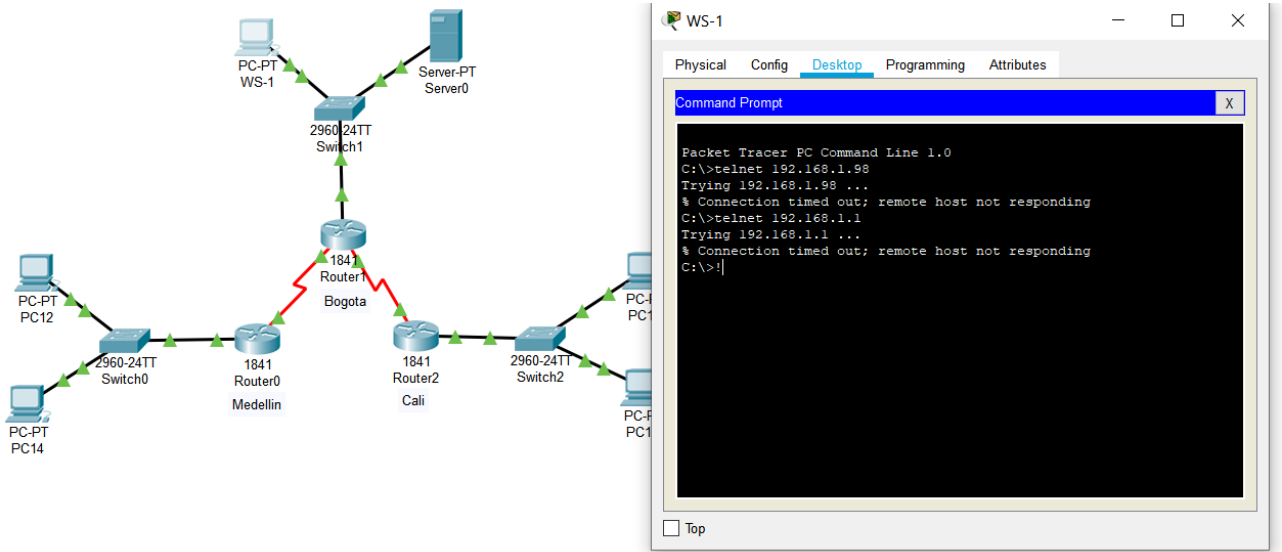 PC-PT
WS-1
Server-PT
Server0
2960-24TT
Switch1
1841
Router1
Bogota
PC-PT
PC12
2960-24TT
Switch0
PC-PT
PC14
1841
Router0
Medellin
1841
Router2
Cali
2960-24TT
Switch2
WS-1
Physical Config Desktop Programming Attributes
Command Prompt
X
Packet Tracer PC Command Line 1.0
C:\>telnet 192.168.1.98
Trying 192.168.1.98 ...
% Connection timed out; remote host not responding
C:\>telnet 192.168.1.1
Trying 192.168.1.1 ...
% Connection timed out; remote host not responding
C:\>!
Top